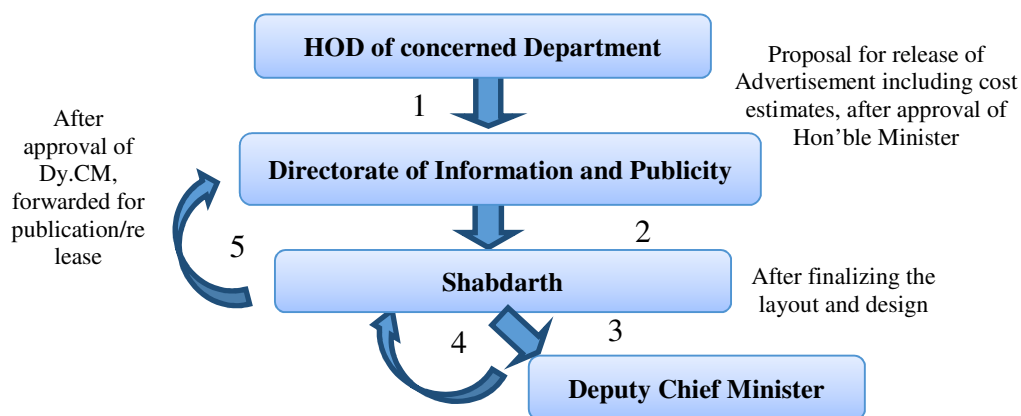 HOD of concerned Department
Proposal for release of
Advertisement including cost
estimates, after approval of
Hon’ble Minister
1
After
approval of
Dy.CM,
forwarded for
publication/re
lease
Directorate of Information and Publicity
2
5
Shabdarth
After finalizing the
layout and design
4
3
Deputy Chief Minister